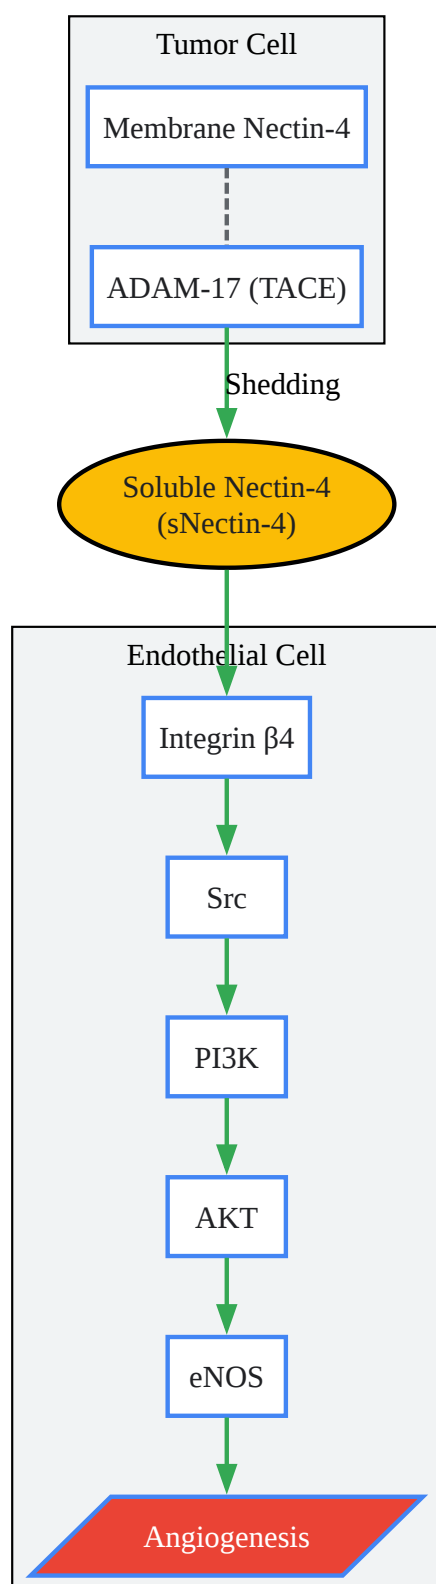 Tumor Cell
Membrane Nectin-4
ADAM-17 (TACE)
Shedding
Soluble Nectin-4
(sNectin-4)
Endothelial Cell
Integrin β4
Src
PI3K
AKT
eNOS
Angiogenesis